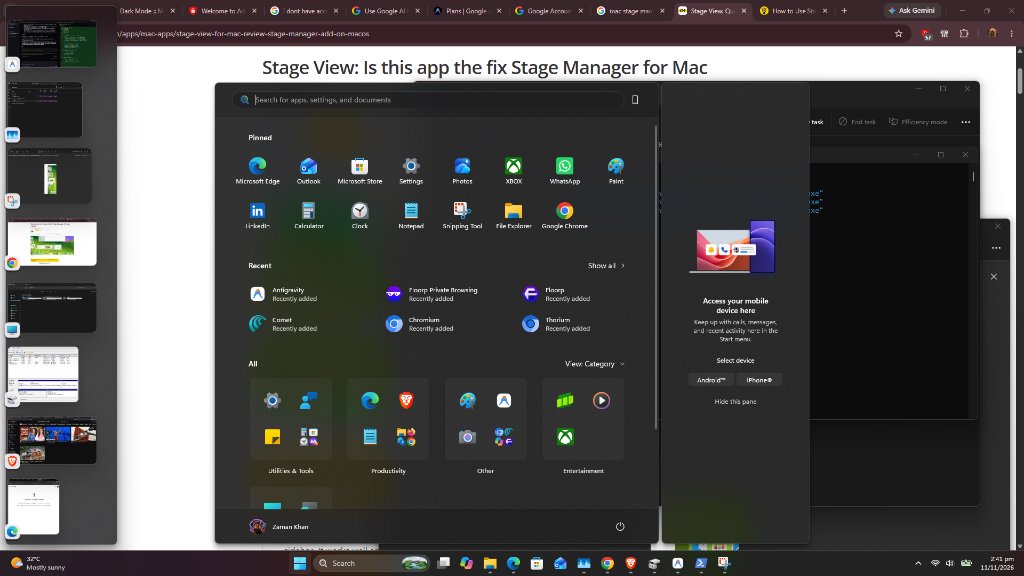 Dark Mode : M
Welcome to Ac
I dont have ac
Use Google AI
Plans | Google
Google Accoun
mac stage man
Stage View: Q
How to Use St
Ask Gemini
/apps/mac-apps/stage-view-for-mac-review-stage-manager-add-on-macos
Stage View: Is this app the fix Stage Manager for Mac
Search for apps, settings, and documents
task
End task
Efficiency mode
Pinned
Microsoft Edge
Outlook
Microsoft Store
Settings
Photos
XBOX
WhatsApp
Paint
LinkedIn
Calculator
Clock
Notepad
Snipping Tool
File Explorer
Google Chrome
Recent
Show all
Antigravity
Recently added
Floorp Private Browsing
Recently added
Floorp
Recently added
Comet
Recently added
Chromium
Recently added
Thorium
Recently added
All
View: Category
Utilities & Tools
Productivity
Other
Entertainment
Zaman Khan
Access your mobile
device here
Keep up with calls, messages,
and recent activity here in the
Start menu.
Select device
Android™
iPhone®
Hide this pane
32°C
Mostly sunny
Search
2:41 pm
11/11/2026